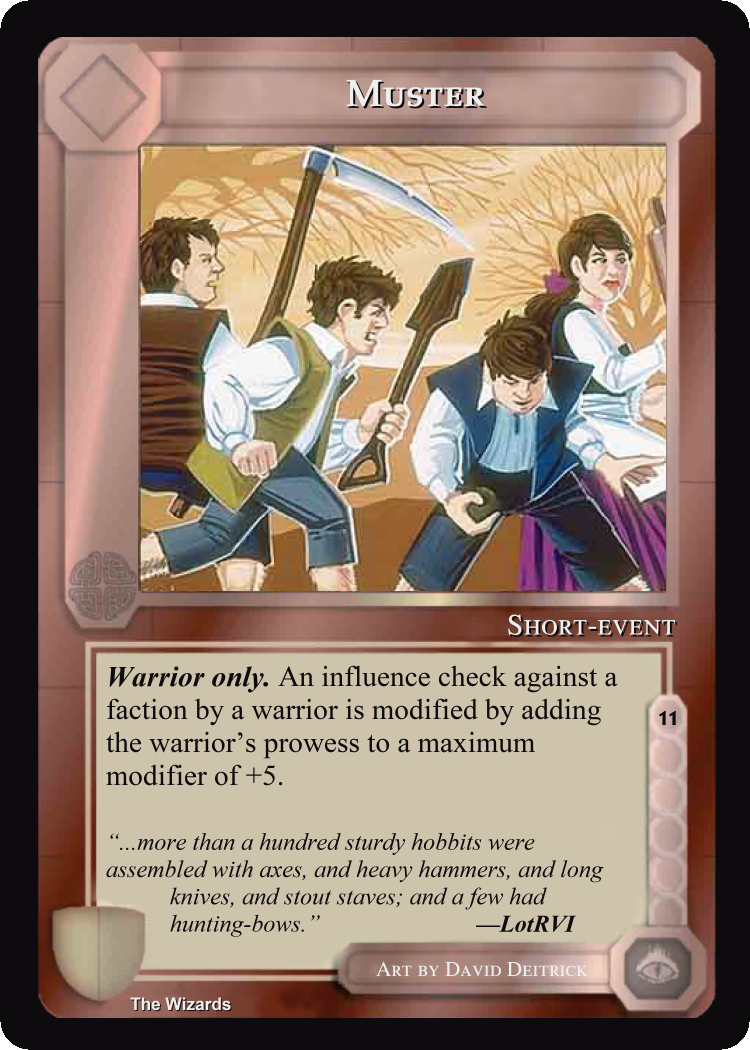 Muster
Short-event
Warrior only. An influence check against a
faction by a warrior is modified by adding
the warrior’s prowess to a maximum
modifier of +5.
11
“...more than a hundred sturdy hobbits were
assembled with axes, and heavy hammers, and long
knives, and stout staves; and a few had
hunting-bows.” —LotRVI
Art by David Deitrick
The Wizards